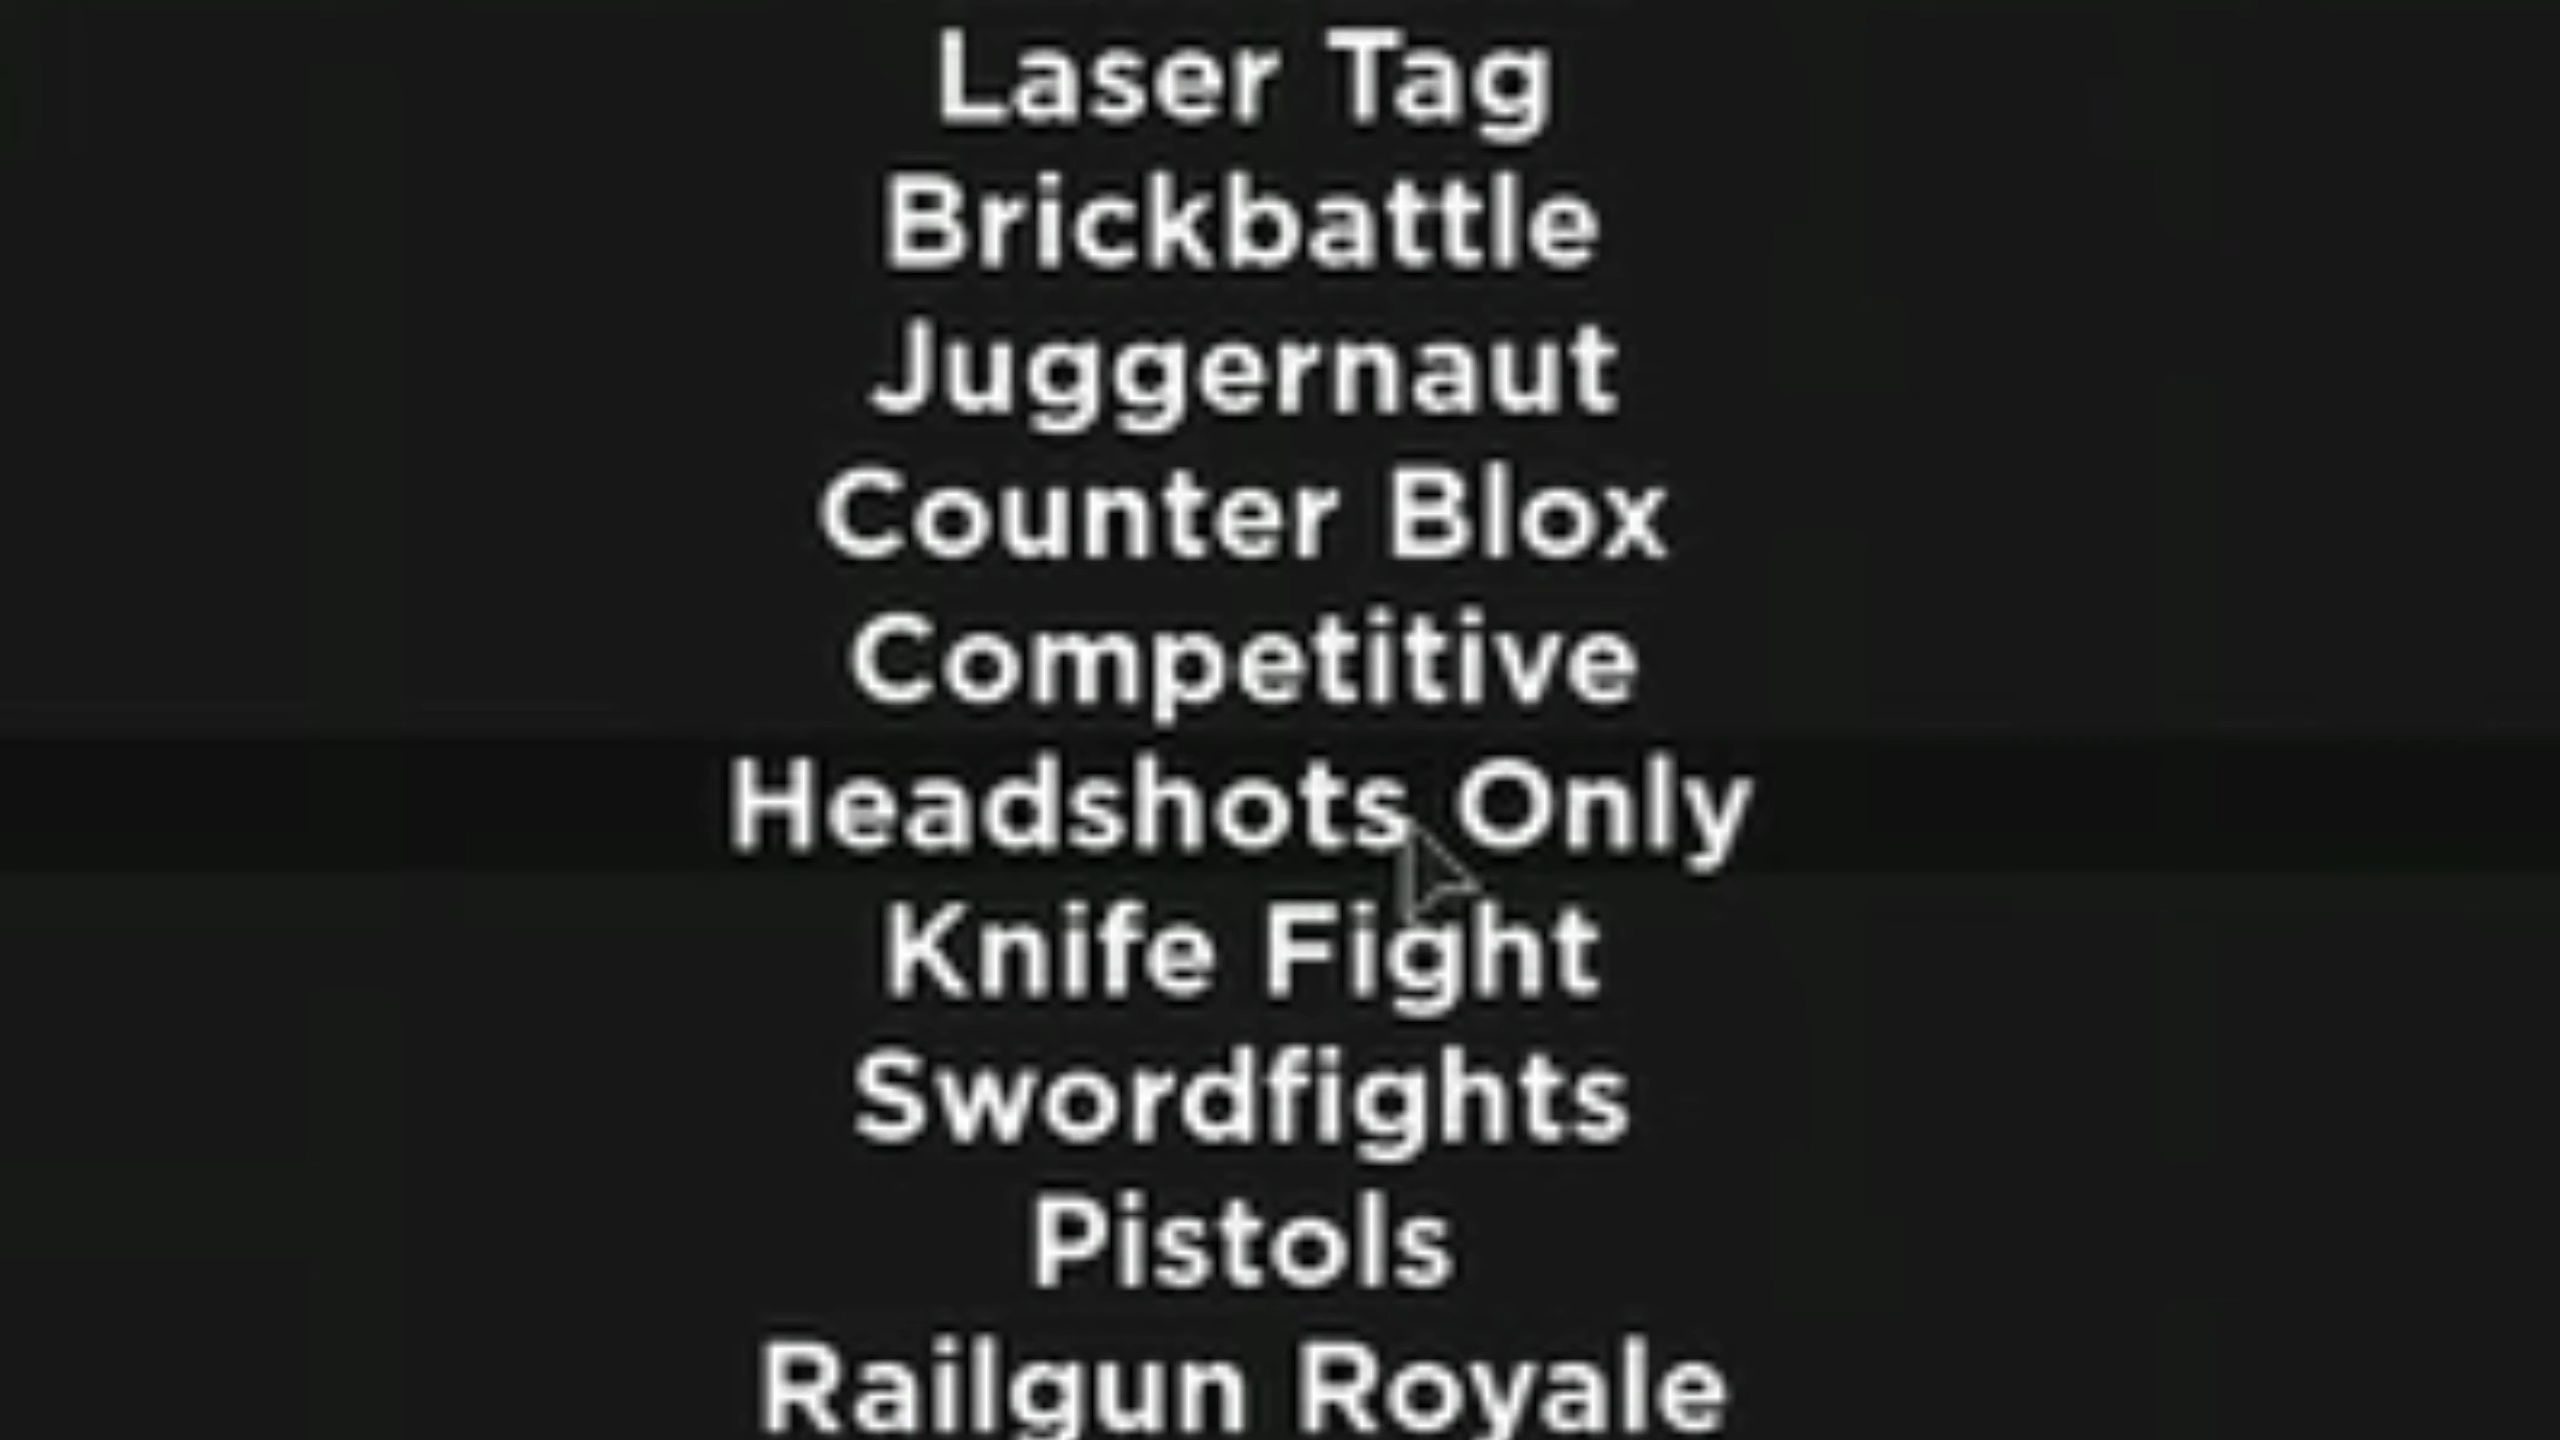 Laser Tag
Brickbattle
Juggernaut
Counter Blox
Competitive
Headshots Only
Knife Fight
Swordfights
Pistols
Railgun Royale